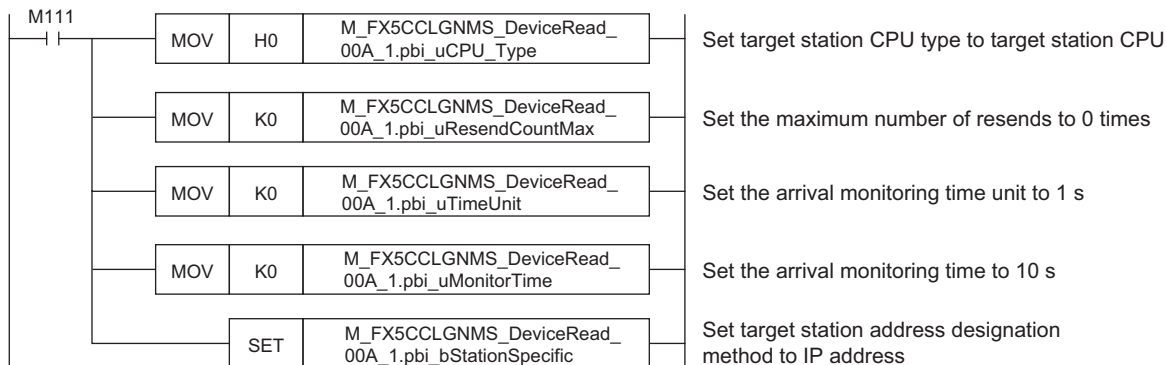 M111
MOV H0 M_FX5CCLGNMS_DeviceRead_
00A_1.pbi_uCPU_Type
Set target station CPU type to target station CPU
MOV K0 M_FX5CCLGNMS_DeviceRead_
00A_1.pbi_uResendCountMax
Set the maximum number of resends to 0 times
MOV K0 M_FX5CCLGNMS_DeviceRead_
00A_1.pbi_uTimeUnit
Set the arrival monitoring time unit to 1 s
MOV K0 M_FX5CCLGNMS_DeviceRead_
00A_1.pbi_uMonitorTime
Set the arrival monitoring time to 10 s
SET M_FX5CCLGNMS_DeviceRead_
00A_1.pbi_bStationSpecific
Set target station address designation
method to IP address